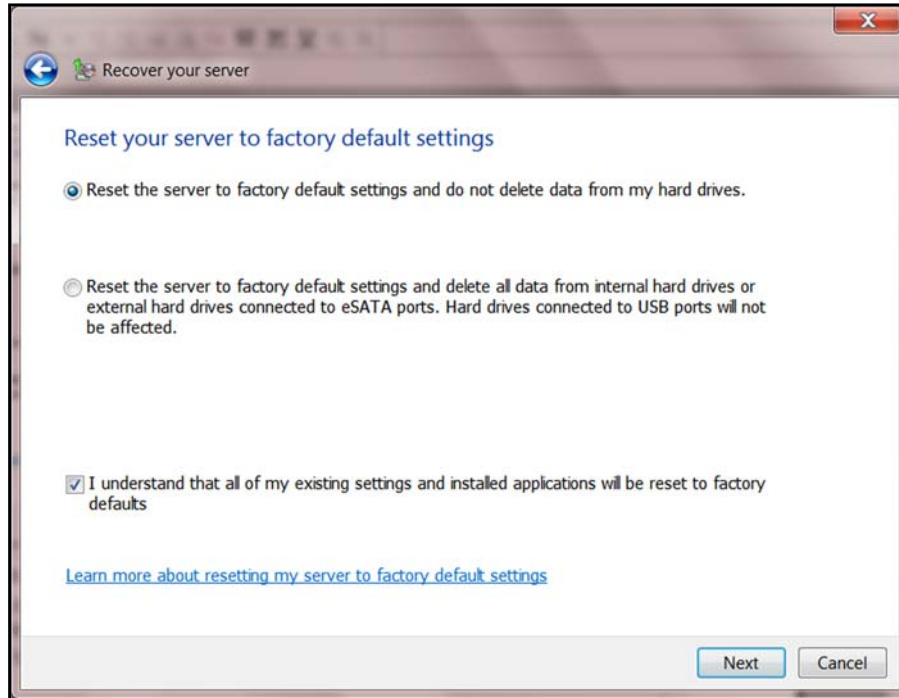 Recover your server
Reset your server to factory default settings
Reset the server to factory default settings and do not delete data from my hard drives.
Reset the server to factory default settings and delete all data from internal hard drives or
external hard drives connected to eSATA ports. Hard drives connected to USB ports will not
be affected.
I understand that all of my existing settings and installed applications will be reset to factory
defaults
Learn more about resetting my server to factory default settings
Next
Cancel